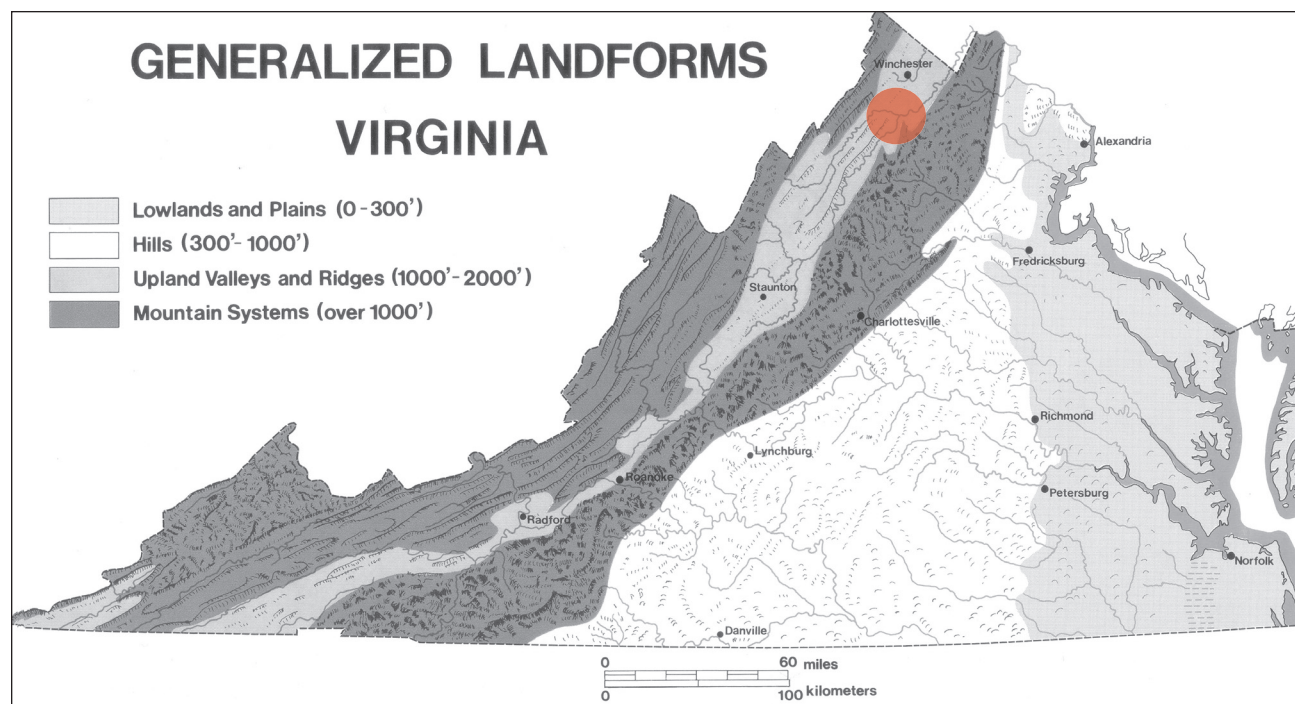 GENERALIZED LANDFORMS
VIRGINIA
Lowlands and Plains (0-300')
Hills (300'-1000')
Upland Valleys and Ridges (1000'-2000')
Mountain Systems (over 1000')
Winchester
Alexandria
Fredricksburg
Staunton
Charlottesville
Richmond
Lynchburg
Roanoke
Petersburg
Radford
Norfolk
Danville
0 60 miles
0 100 kilometers